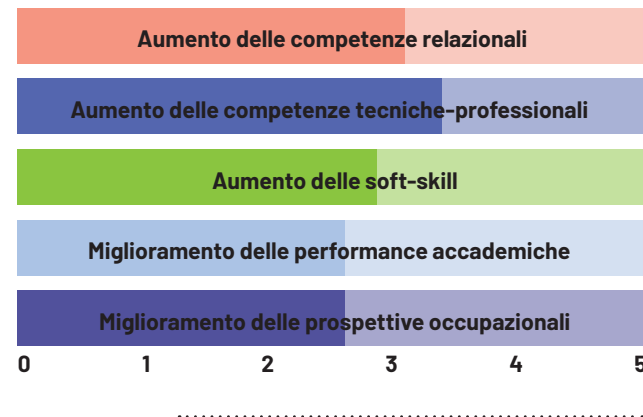 Aumento delle competenze relazionali
Aumento delle competenze tecniche-professionali
Aumento delle soft-skill
Miglioramento delle performance accademiche
Miglioramento delle prospettive occupazionali
0 1 2 3 4 5